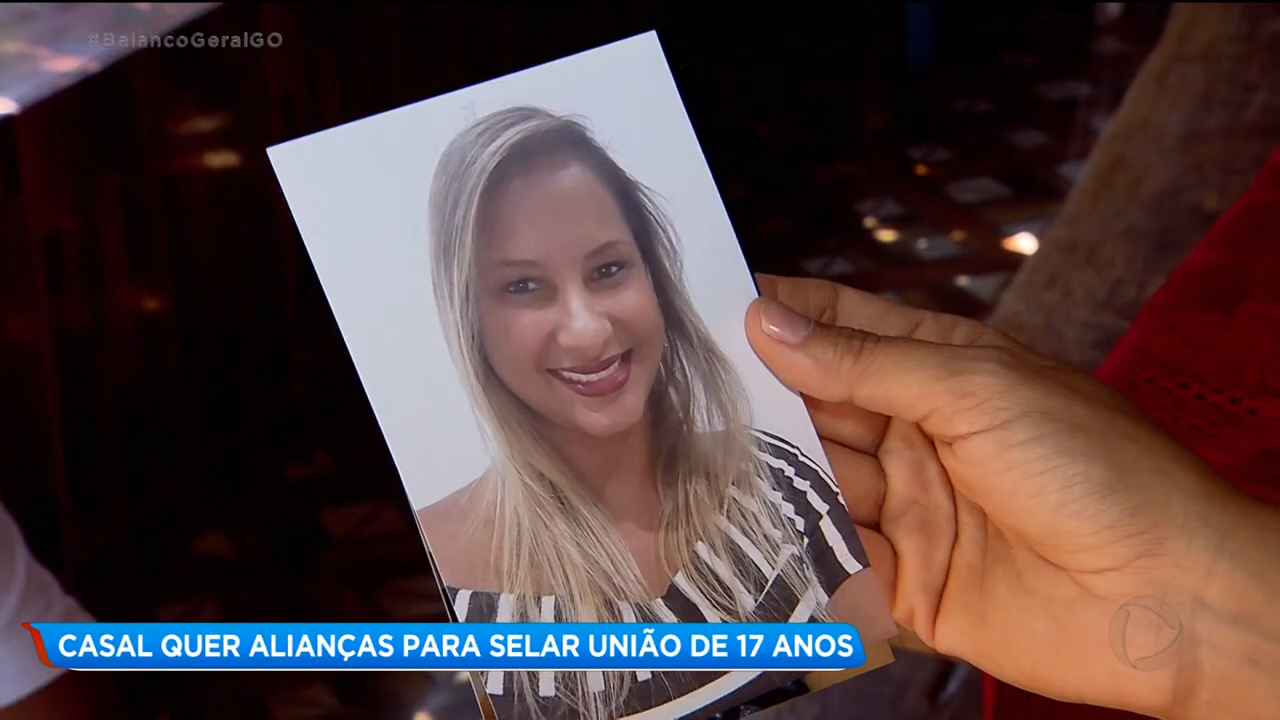 #BalancoGeralGO
CASAL QUER ALIANÇAS PARA SELAR UNIÃO DE 17 ANOS